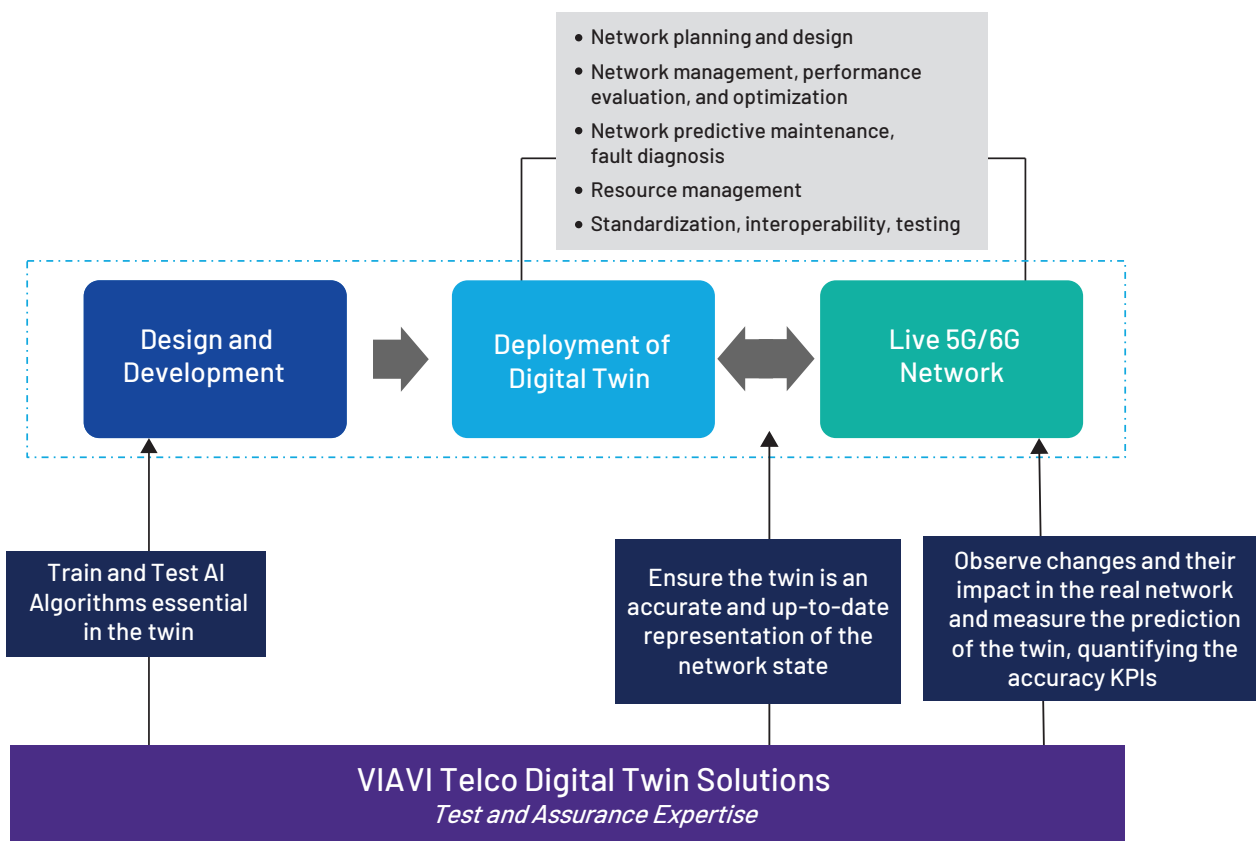 • Network planning and design
• Network management, performance
evaluation, and optimization
• Network predictive maintenance,
fault diagnosis
• Resource management
• Standardization, interoperability, testing
Design and
Development
Deployment of
Digital Twin
Live 5G/6G
Network
Train and Test AI
Algorithms essential
in the twin
Ensure the twin is an
accurate and up-to-date
representation of the
network state
Observe changes and their
impact in the real network
and measure the prediction
of the twin, quantifying the
accuracy KPIs
VIAVI Telco Digital Twin Solutions
Test and Assurance Expertise